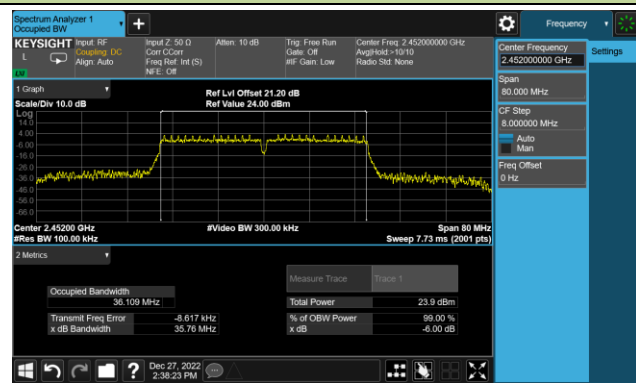 Spectrum Analyzer 1
Occupied BW
+
Frequency
KEYSIGHT Input: RF Input Z: 50 Ω Atten: 10 dB Trig: Free Run Center Freq: 2.452000000 GHz
L Coupling: DC Corr CCorr Gate: Off Avg|Hold:>10/10
Align: Auto Freq Ref: Int (S) #IF Gain: Low Radio Std: None
NFE: Off
Center Frequency
2.452000000 GHz
Settings
Span
80.000 MHz
CF Step
8.000000 MHz
Auto
Man
Freq Offset
0 Hz
1 Graph
Scale/Div 10.0 dB
Ref Lvl Offset 21.20 dB
Ref Value 24.00 dBm
Log
14.0
4.00
-6.00
-16.0
-26.0
-36.0
-46.0
-56.0
-66.0
Center 2.45200 GHz #Video BW 300.00 kHz Span 80 MHz
#Res BW 100.00 kHz Sweep 7.73 ms (2001 pts)
2 Metrics
Measure Trace Trace 1
Occupied Bandwidth
36.109 MHz
Total Power 23.9 dBm
Transmit Freq Error -8.617 kHz % of OBW Power 99.00 %
x dB Bandwidth 35.76 MHz x dB -6.00 dB
? Dec 27, 2022
2:38:23 PM